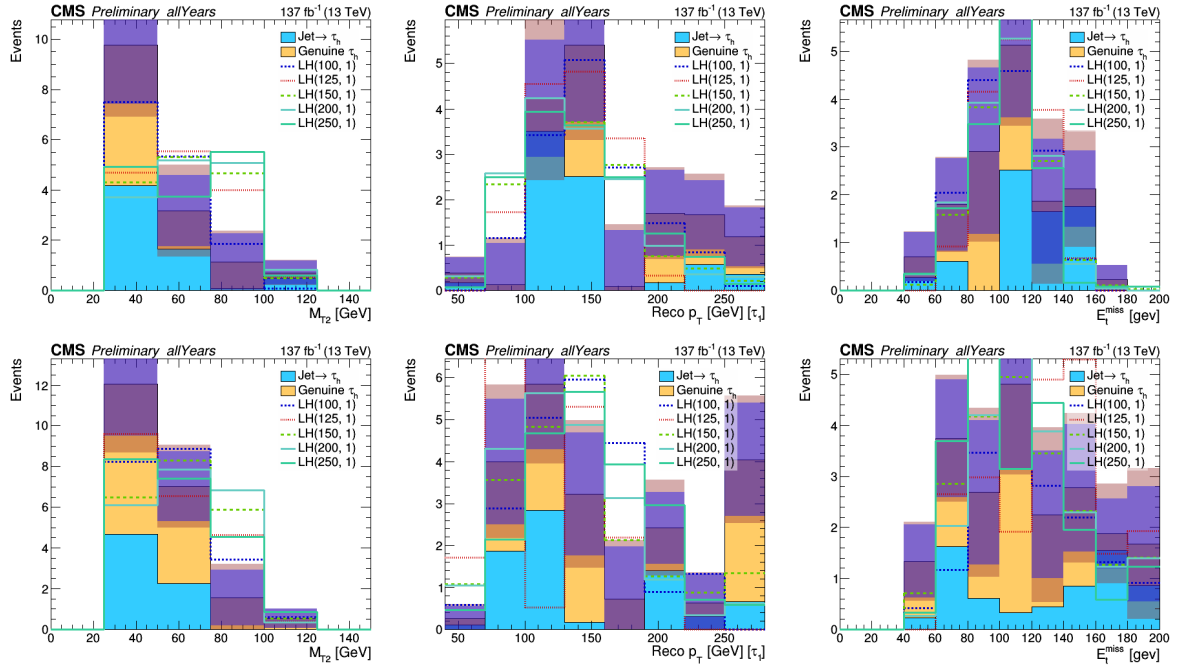 CMS Preliminary allYears 137 fb⁻¹ (13 TeV)
Events
10
8
6
4
2
0
Jet→ τh
Genuine τh
LH(100, 1)
LH(125, 1)
LH(150, 1)
LH(200, 1)
LH(250, 1)
0 20 40 60 80 100 120 140
MT2 [GeV]
CMS Preliminary allYears 137 fb⁻¹ (13 TeV)
Events
6
5
4
3
2
1
0
Jet→ τh
Genuine τh
LH(100, 1)
LH(125, 1)
LH(150, 1)
LH(200, 1)
LH(250, 1)
50 100 150 200 250
Reco pT [GeV] [τ1]
CMS Preliminary allYears 137 fb⁻¹ (13 TeV)
Events
5
4
3
2
1
0
Jet→ τh
Genuine τh
LH(100, 1)
LH(125, 1)
LH(150, 1)
LH(200, 1)
LH(250, 1)
0 20 40 60 80 100 120 140 160 180 200
Etmiss [gev]
CMS Preliminary allYears 137 fb⁻¹ (13 TeV)
Events
12
10
8
6
4
2
0
Jet→ τh
Genuine τh
LH(100, 1)
LH(125, 1)
LH(150, 1)
LH(200, 1)
LH(250, 1)
0 20 40 60 80 100 120 140
MT2 [GeV]
CMS Preliminary allYears 137 fb⁻¹ (13 TeV)
Events
6
5
4
3
2
1
0
Jet→ τh
Genuine τh
LH(100, 1)
LH(125, 1)
LH(150, 1)
LH(200, 1)
LH(250, 1)
50 100 150 200 250
Reco pT [GeV] [τ1]
CMS Preliminary allYears 137 fb⁻¹ (13 TeV)
Events
5
4
3
2
1
0
Jet→ τh
Genuine τh
LH(100, 1)
LH(125, 1)
LH(150, 1)
LH(200, 1)
LH(250, 1)
0 20 40 60 80 100 120 140 160 180 200
Etmiss [gev]